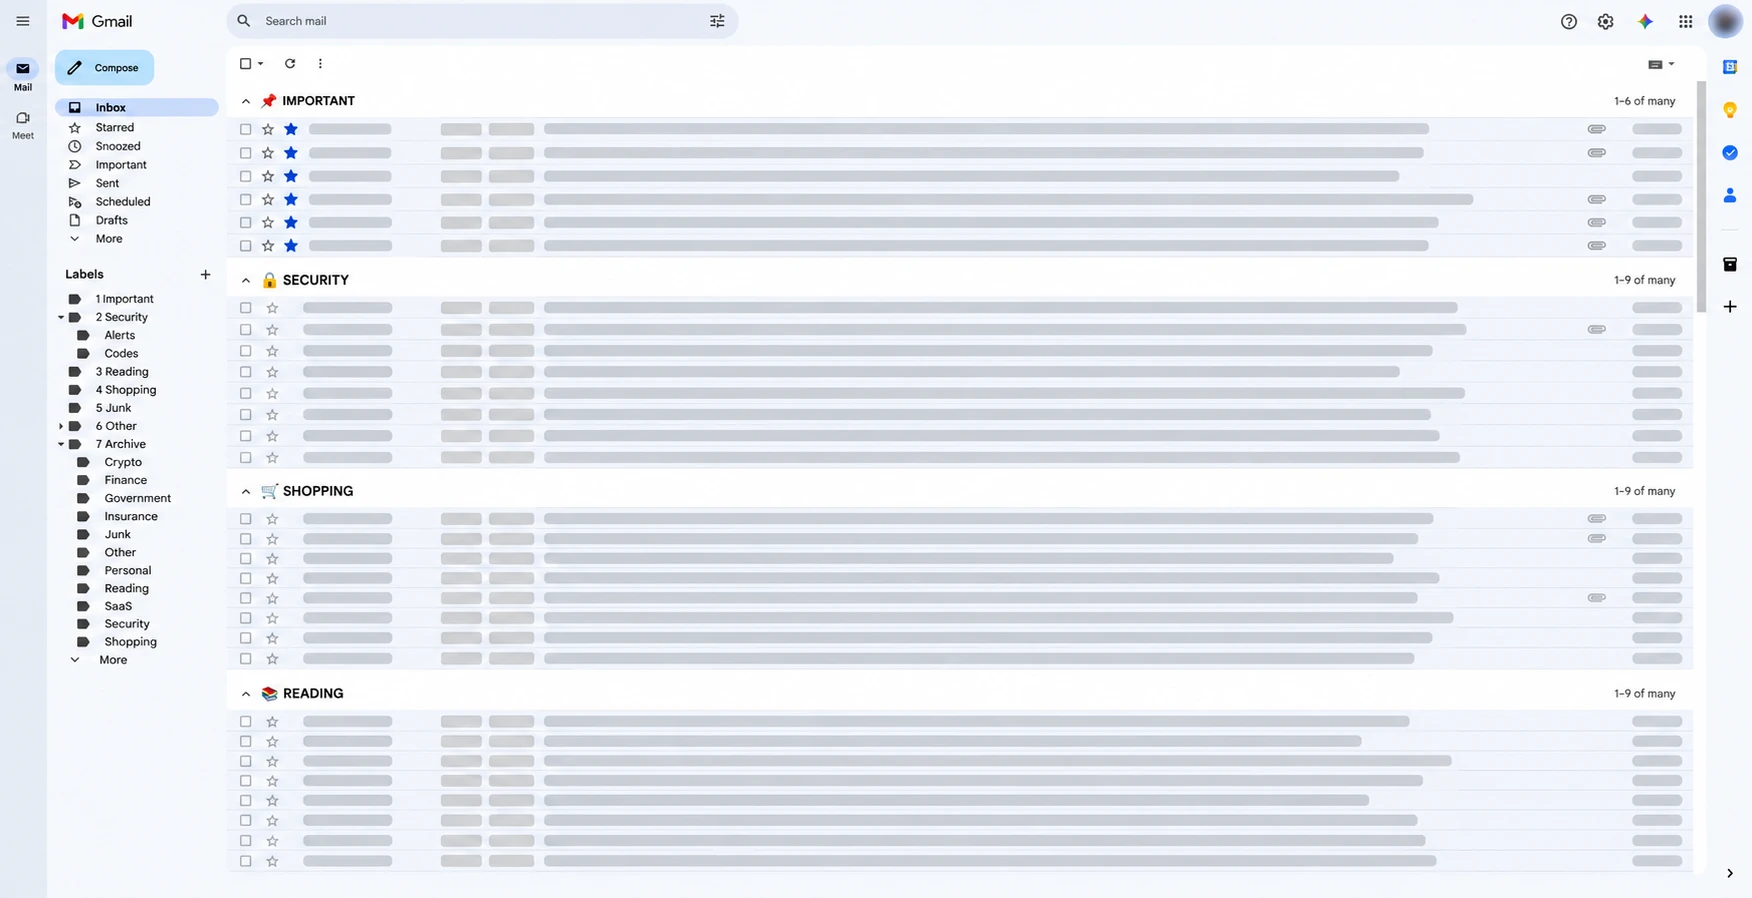 Gmail
Search mail
Compose
Mail
Meet
Inbox
Starred
Snoozed
Important
Sent
Scheduled
Drafts
More
Labels
1 Important
2 Security
Alerts
Codes
3 Reading
4 Shopping
5 Junk
6 Other
7 Archive
Crypto
Finance
Government
Insurance
Junk
Other
Personal
Reading
SaaS
Security
Shopping
More
IMPORTANT 1–6 of many
SECURITY 1–9 of many
SHOPPING 1–9 of many
READING 1–9 of many